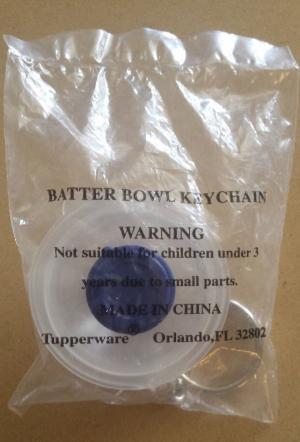 BATTER BOWL KEYCHAIN
WARNING
Not suitable for children under 3
years due to small parts.
MADE IN CHINA
Tupperware® Orlando,FL 32802